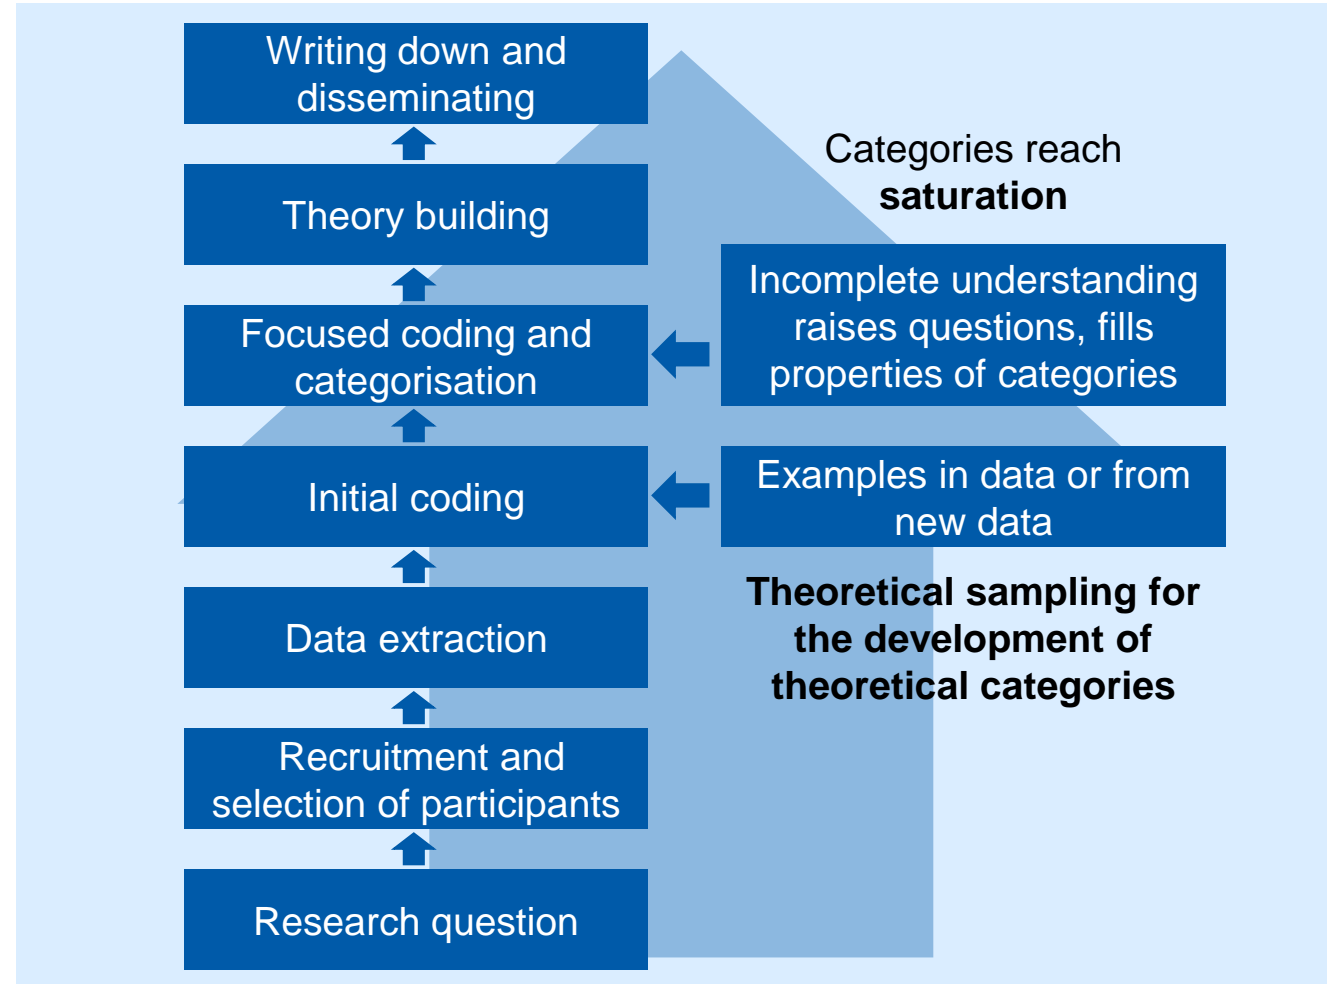 Writing down and
disseminating
Theory building
Categories reach
saturation
Focused coding and
categorisation
Incomplete understanding
raises questions, fills
properties of categories
Initial coding
Examples in data or from
new data
Data extraction
Theoretical sampling for
the development of
theoretical categories
Recruitment and
selection of participants
Research question